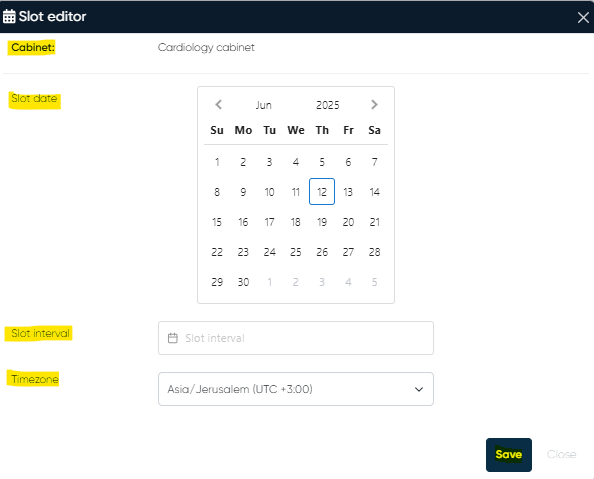 Slot editor
Cabinet: Cardiology cabinet
Slot date
Jun 2025
Su Mo Tu We Th Fr Sa
1 2 3 4 5 6 7
8 9 10 11 12 13 14
15 16 17 18 19 20 21
22 23 24 25 26 27 28
29 30 1 2 3 4 5
Slot interval Slot interval
Timezone Asia/Jerusalem (UTC +3:00)
Save Close